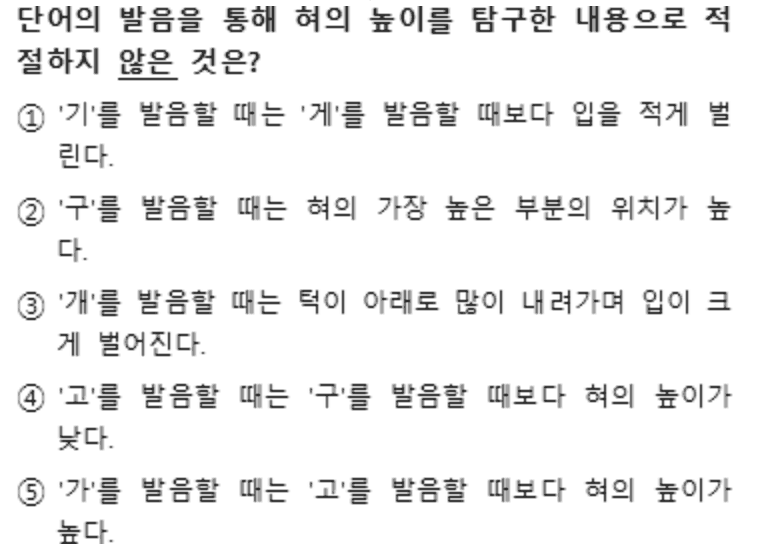 단어의 발음을 통해 혀의 높이를 탐구한 내용으로 적
절하지 않은 것은?
① '기'를 발음할 때는 '게'를 발음할 때보다 입을 적게 벌
린다.
② '구'를 발음할 때는 혀의 가장 높은 부분의 위치가 높
다.
③ '개'를 발음할 때는 턱이 아래로 많이 내려가며 입이 크
게 벌어진다.
④ '고'를 발음할 때는 '구'를 발음할 때보다 혀의 높이가
낮다.
⑤ '가'를 발음할 때는 '고'를 발음할 때보다 혀의 높이가
높다.